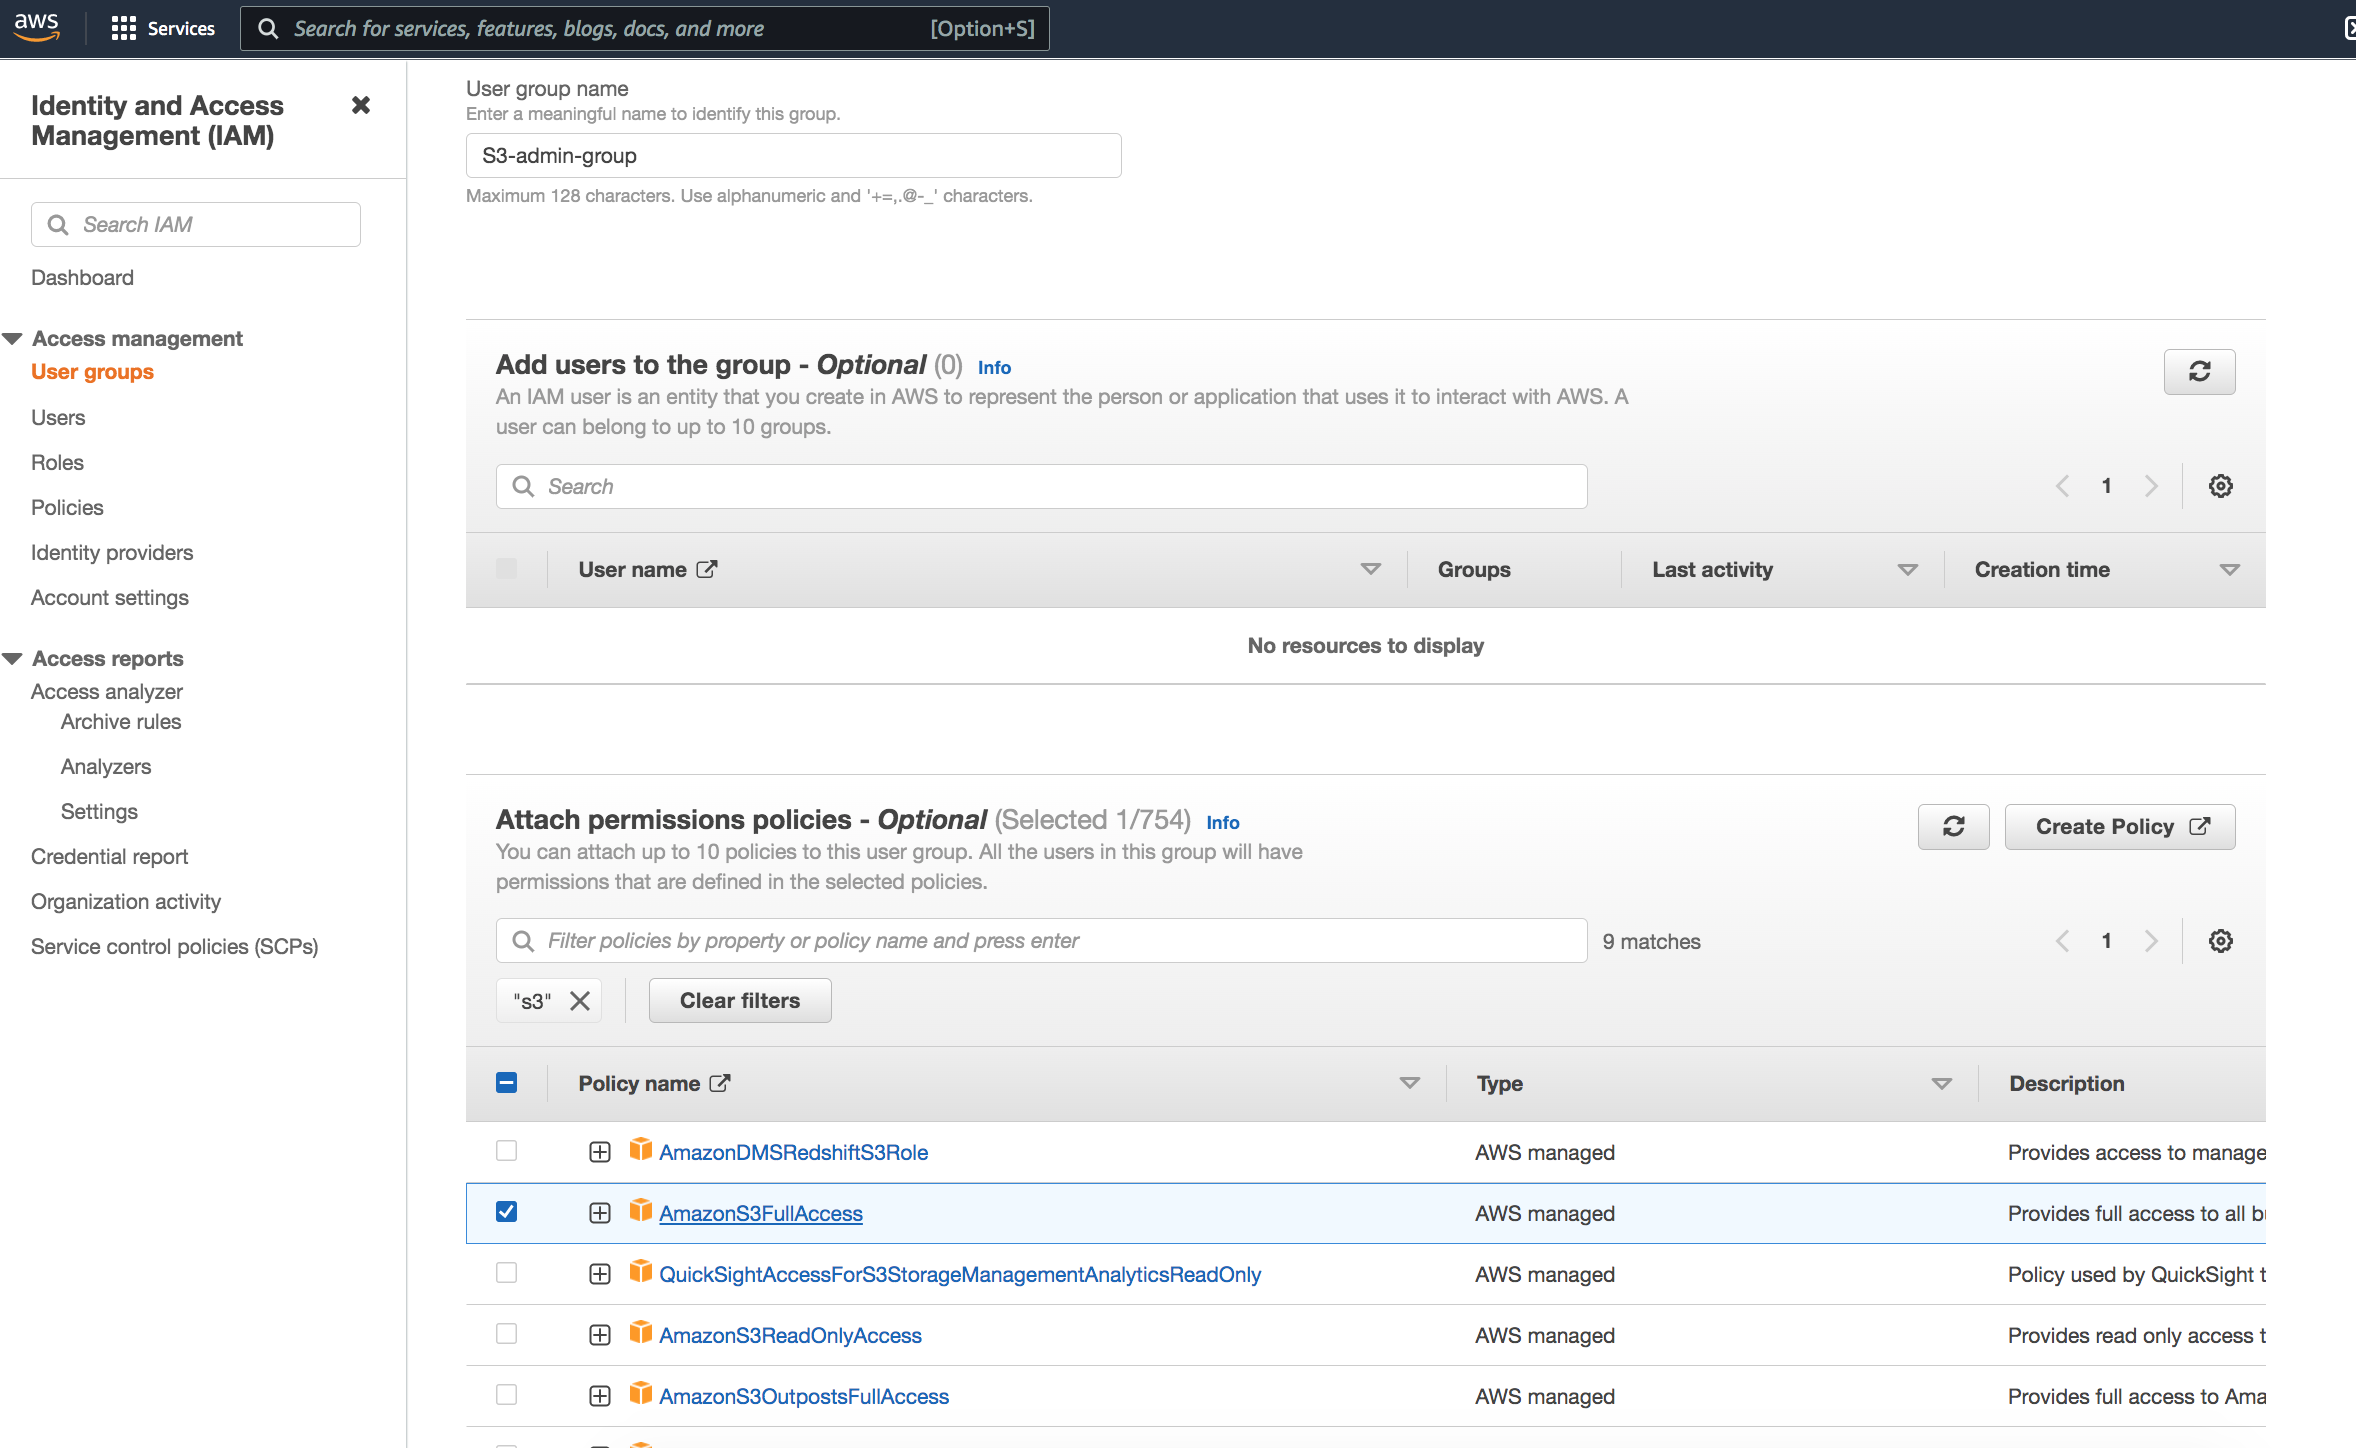 aws
Services
Search for services, features, blogs, docs, and more
[Option+S]
Identity and Access
Management (IAM)
Search IAM
Dashboard
Access management
User groups
Users
Roles
Policies
Identity providers
Account settings
Access reports
Access analyzer
Archive rules
Analyzers
Settings
Credential report
Organization activity
Service control policies (SCPs)
User group name
Enter a meaningful name to identify this group.
S3-admin-group
Maximum 128 characters. Use alphanumeric and '+=,.@-_' characters.
Add users to the group - Optional (0) Info
An IAM user is an entity that you create in AWS to represent the person or application that uses it to interact with AWS. A
user can belong to up to 10 groups.
Search
1
User name Groups Last activity Creation time
No resources to display
Attach permissions policies - Optional (Selected 1/754) Info
Create Policy
You can attach up to 10 policies to this user group. All the users in this group will have
permissions that are defined in the selected policies.
Filter policies by property or policy name and press enter
9 matches
1
"s3"
Clear filters
Policy name Type Description
AmazonDMSRedshiftS3Role AWS managed Provides access to manage
AmazonS3FullAccess AWS managed Provides full access to all
QuickSightAccessForS3StorageManagementAnalyticsReadOnly AWS managed Policy used by QuickSight t
AmazonS3ReadOnlyAccess AWS managed Provides read only access t
AmazonS3OutpostsFullAccess AWS managed Provides full access to Ama